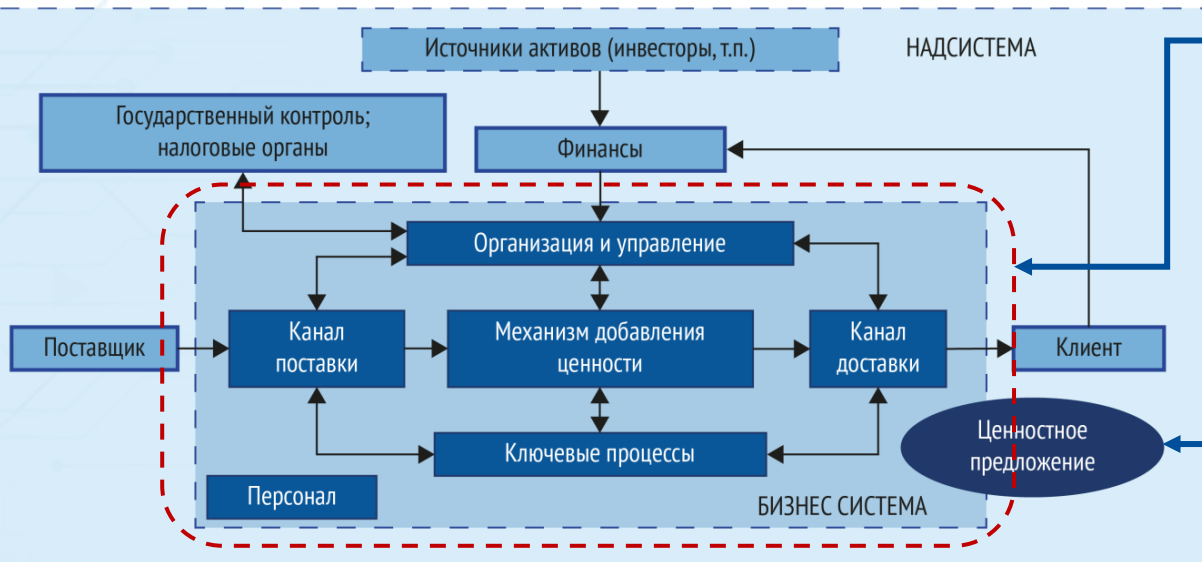 Источники активов (инвесторы, т.п.)
НАДСИСТЕМА
Государственный контроль;
налоговые органы
Финансы
Организация и управление
Поставщик
Канал
поставки
Механизм добавления
ценности
Канал
доставки
Клиент
Ценностное
предложение
Ключевые процессы
Персонал
БИЗНЕС СИСТЕМА